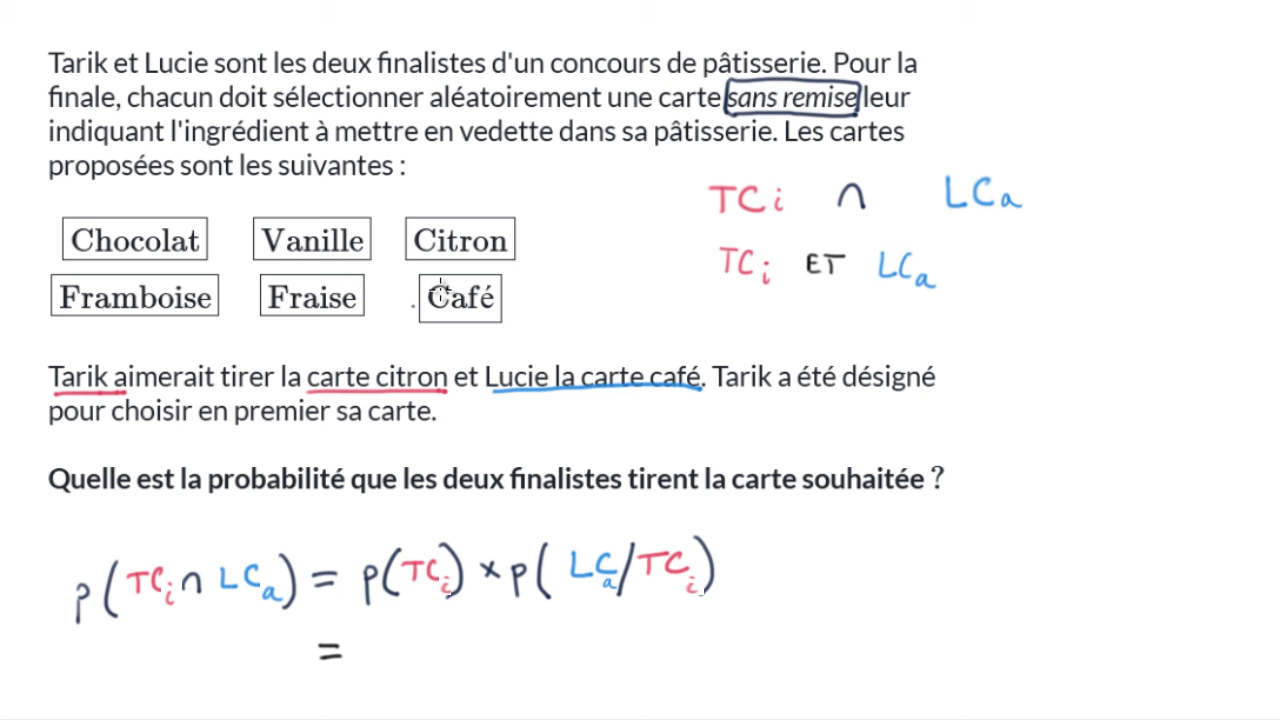 Tarik et Lucie sont les deux finalistes d'un concours de pâtisserie. Pour la
finale, chacun doit sélectionner aléatoirement une carte sans remise leur
indiquant l'ingrédient à mettre en vedette dans sa pâtisserie. Les cartes
proposées sont les suivantes :
TCi ∩ LCa
Chocolat Vanille Citron
TCi ET LCa
Framboise Fraise . Café
Tarik aimerait tirer la carte citron et Lucie la carte café. Tarik a été désigné
pour choisir en premier sa carte.
Quelle est la probabilité que les deux finalistes tirent la carte souhaitée ?
p(TCi ∩ LCa) = p(TCi) × p(LCa/TCi)
=